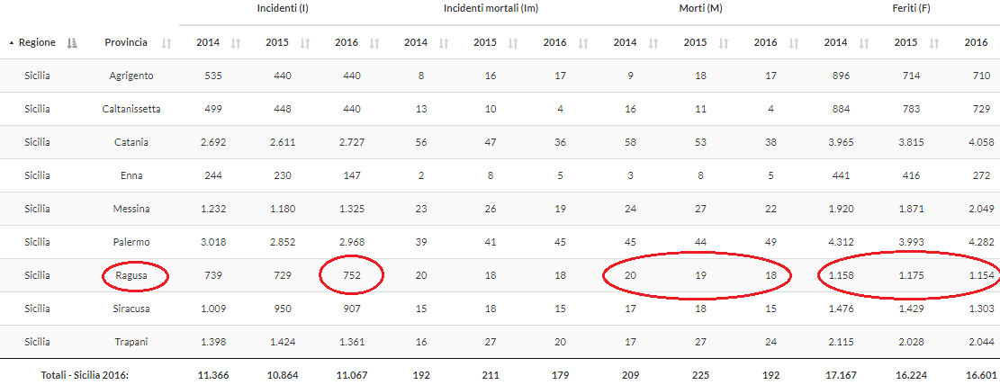 Incidenti (I) Incidenti mortali (Im) Morti (M) Feriti (F)
Regione Provincia 2014 2015 2016 2014 2015 2016 2014 2015 2016 2014 2015 2016
Sicilia Agrigento 535 440 440 8 16 17 9 18 17 896 714 710
Sicilia Caltanissetta 499 448 440 13 10 4 16 11 4 884 783 729
Sicilia Catania 2.692 2.611 2.727 56 47 36 58 53 38 3.965 3.815 4.058
Sicilia Enna 244 230 147 2 8 5 3 8 5 441 416 272
Sicilia Messina 1.232 1.180 1.325 23 26 19 24 27 22 1.920 1.871 2.049
Sicilia Palermo 3.018 2.852 2.968 39 41 45 45 44 49 4.312 3.993 4.282
Sicilia Ragusa 739 729 752 20 18 18 20 19 18 1.158 1.175 1.154
Sicilia Siracusa 1.009 950 907 15 18 15 17 18 15 1.476 1.429 1.303
Sicilia Trapani 1.398 1.424 1.361 16 27 20 17 27 24 2.115 2.028 2.044
Totali - Sicilia 2016: 11.366 10.864 11.067 192 211 179 209 225 192 17.167 16.224 16.601